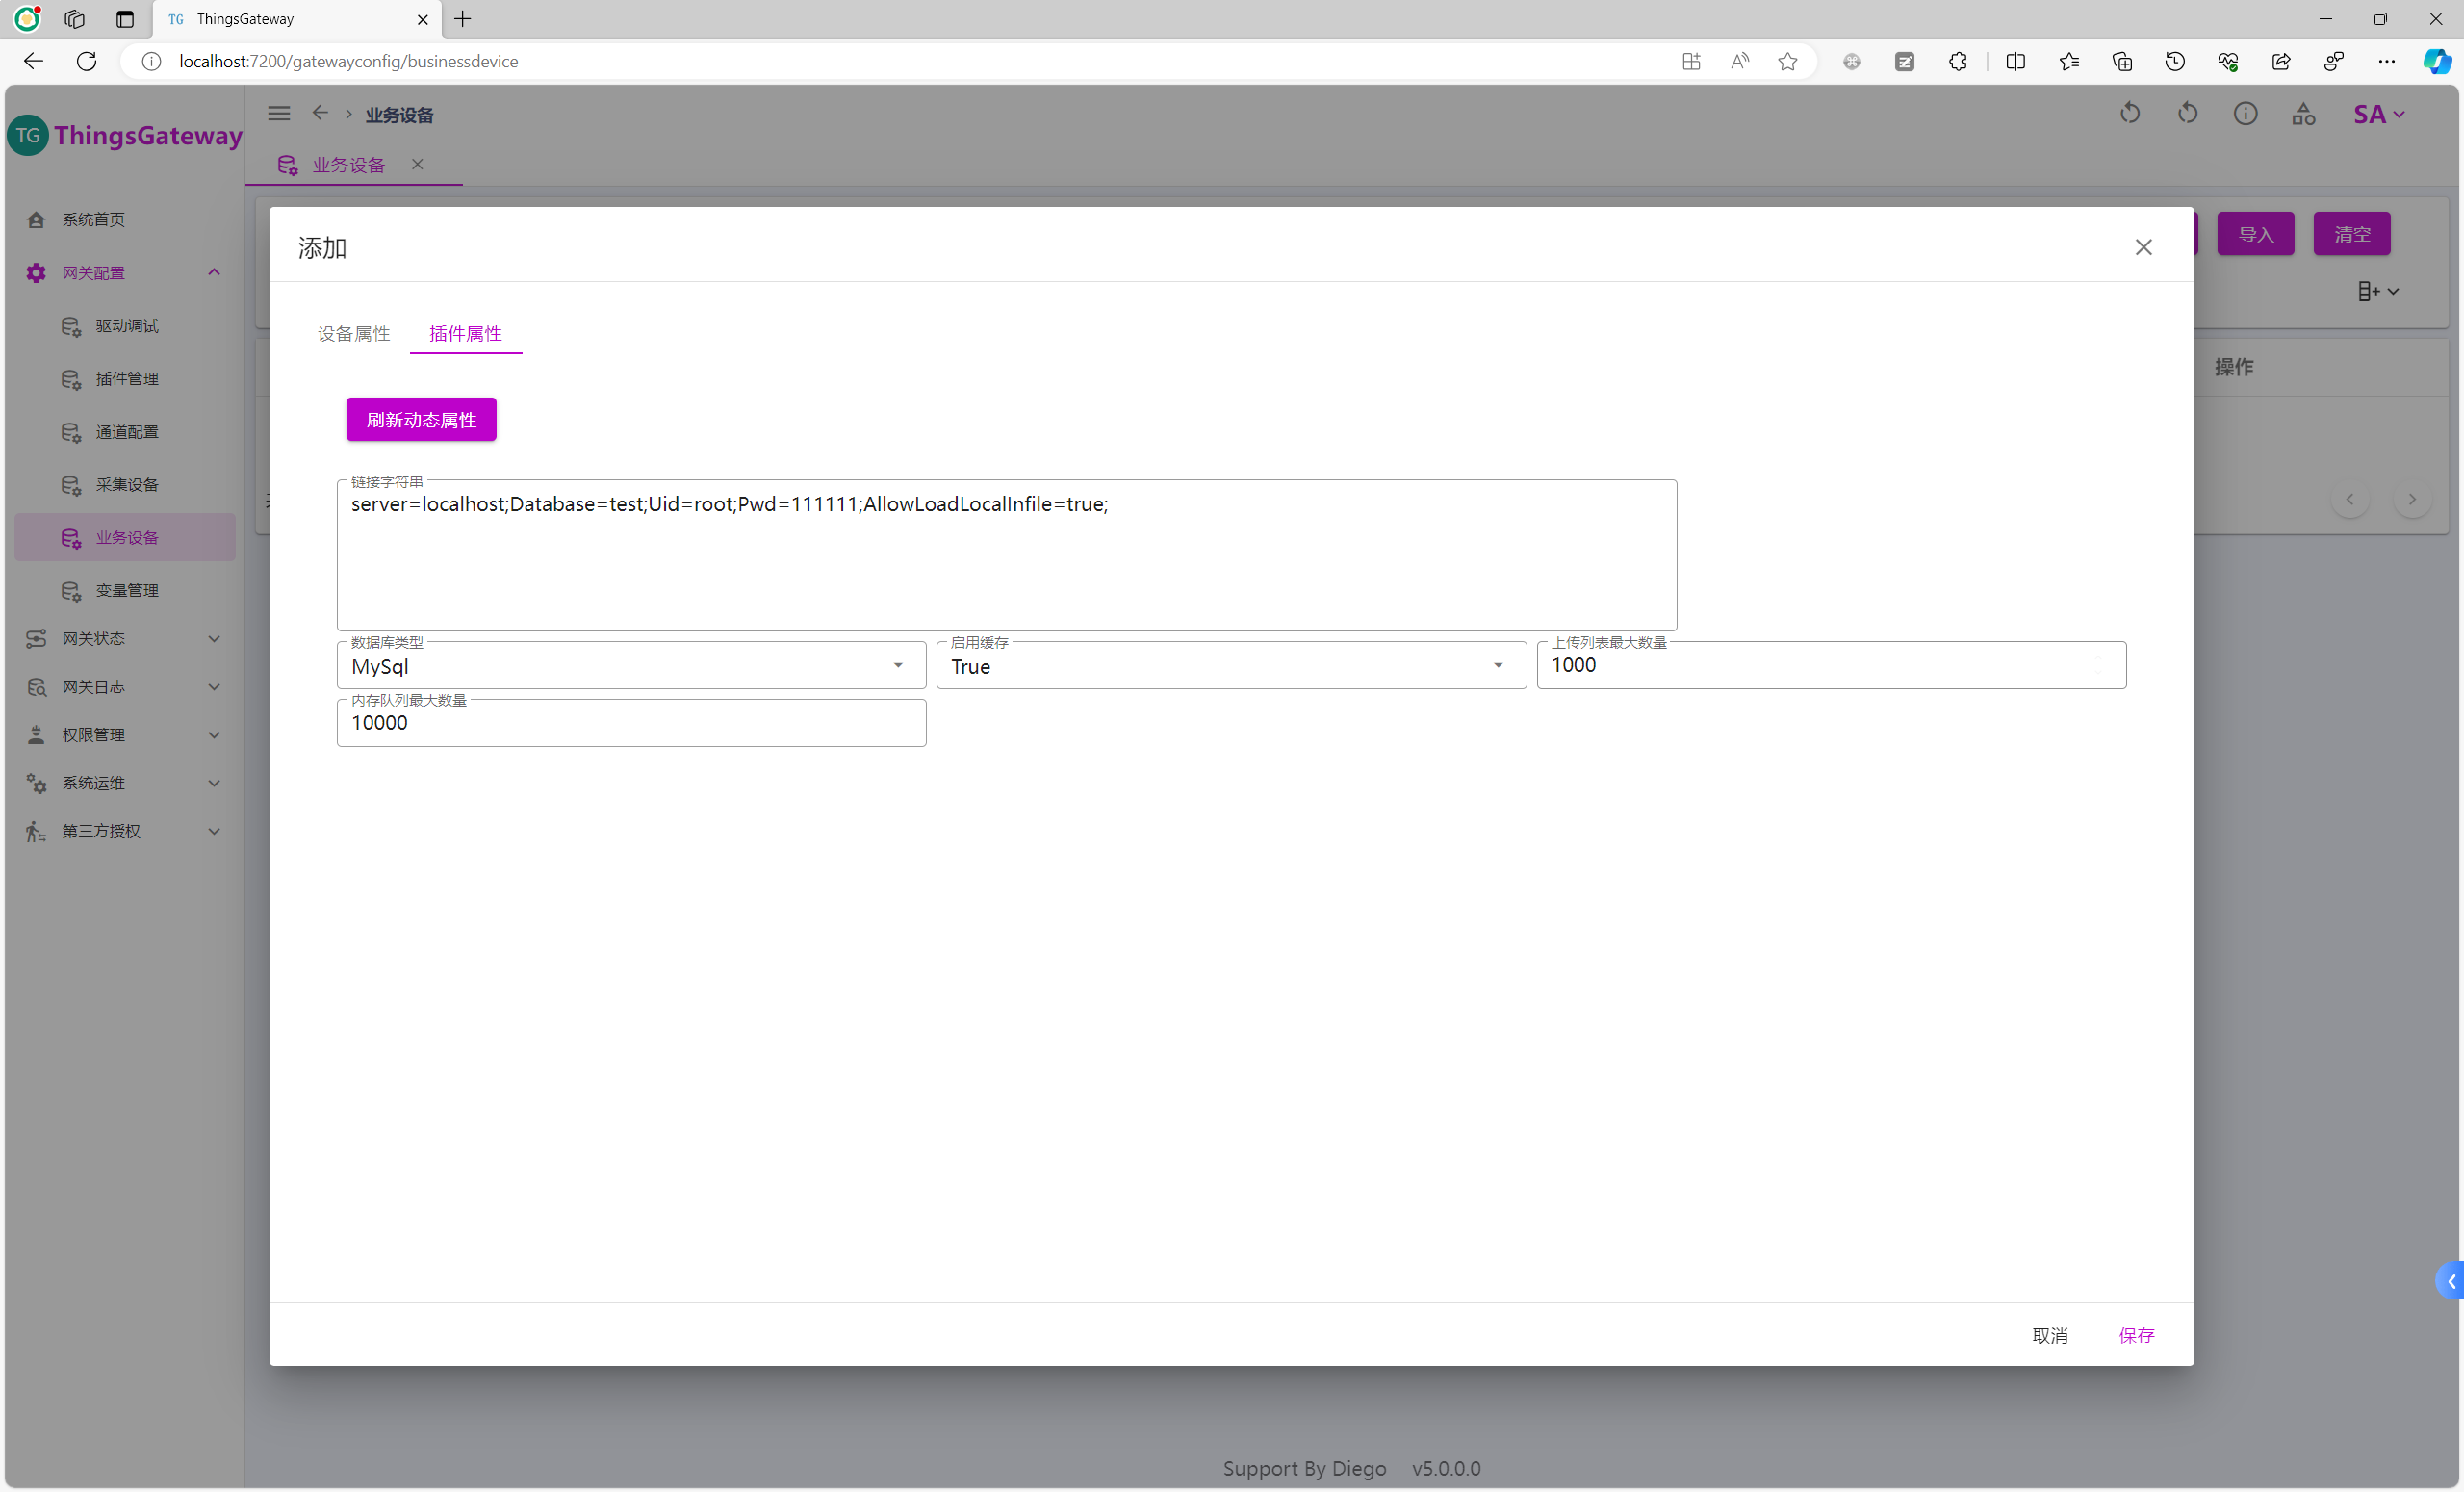 TG ThingsGateway
localhost:7200/gatewayconfig/businessdevice
TG ThingsGateway
业务设备
SA
业务设备
系统首页
网关配置
驱动调试
插件管理
通道配置
采集设备
业务设备
变量管理
网关状态
网关日志
权限管理
系统运维
第三方授权
导入
清空
操作
添加
设备属性
插件属性
刷新动态属性
链接字符串
server=localhost;Database=test;Uid=root;Pwd=111111;AllowLoadLocalInfile=true;
数据库类型
MySql
启用缓存
True
上传列表最大数量
1000
内存队列最大数量
10000
取消
保存
Support By Diego v5.0.0.0